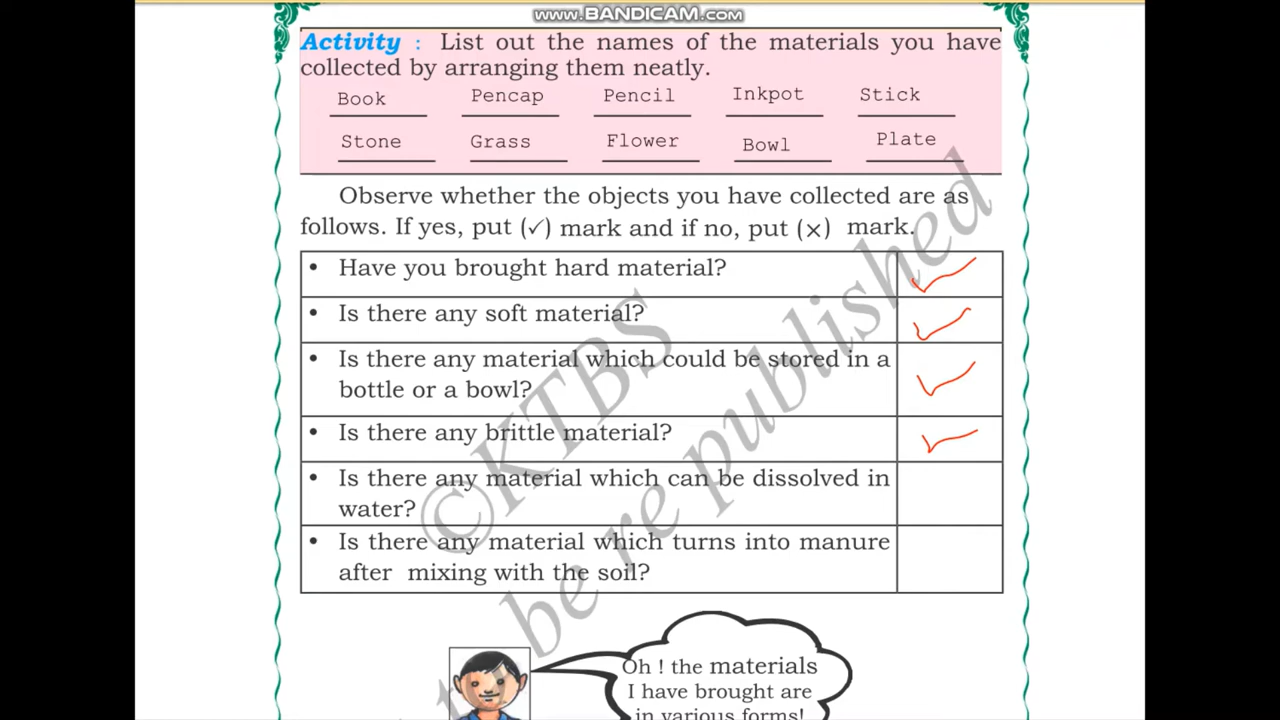 www.BANDICAM.com
Activity : List out the names of the materials you have
collected by arranging them neatly.
Book Pencap Pencil Inkpot Stick
Stone Grass Flower Bowl Plate
Observe whether the objects you have collected are as
follows. If yes, put (✓) mark and if no, put (×) mark.
• Have you brought hard material? ✓
• Is there any soft material? ✓
• Is there any material which could be stored in a
bottle or a bowl? ✓
• Is there any brittle material? ✓
• Is there any material which can be dissolved in
water?
• Is there any material which turns into manure
after mixing with the soil?
©KTBS
be re published
Oh ! the materials
I have brought are
in various forms!